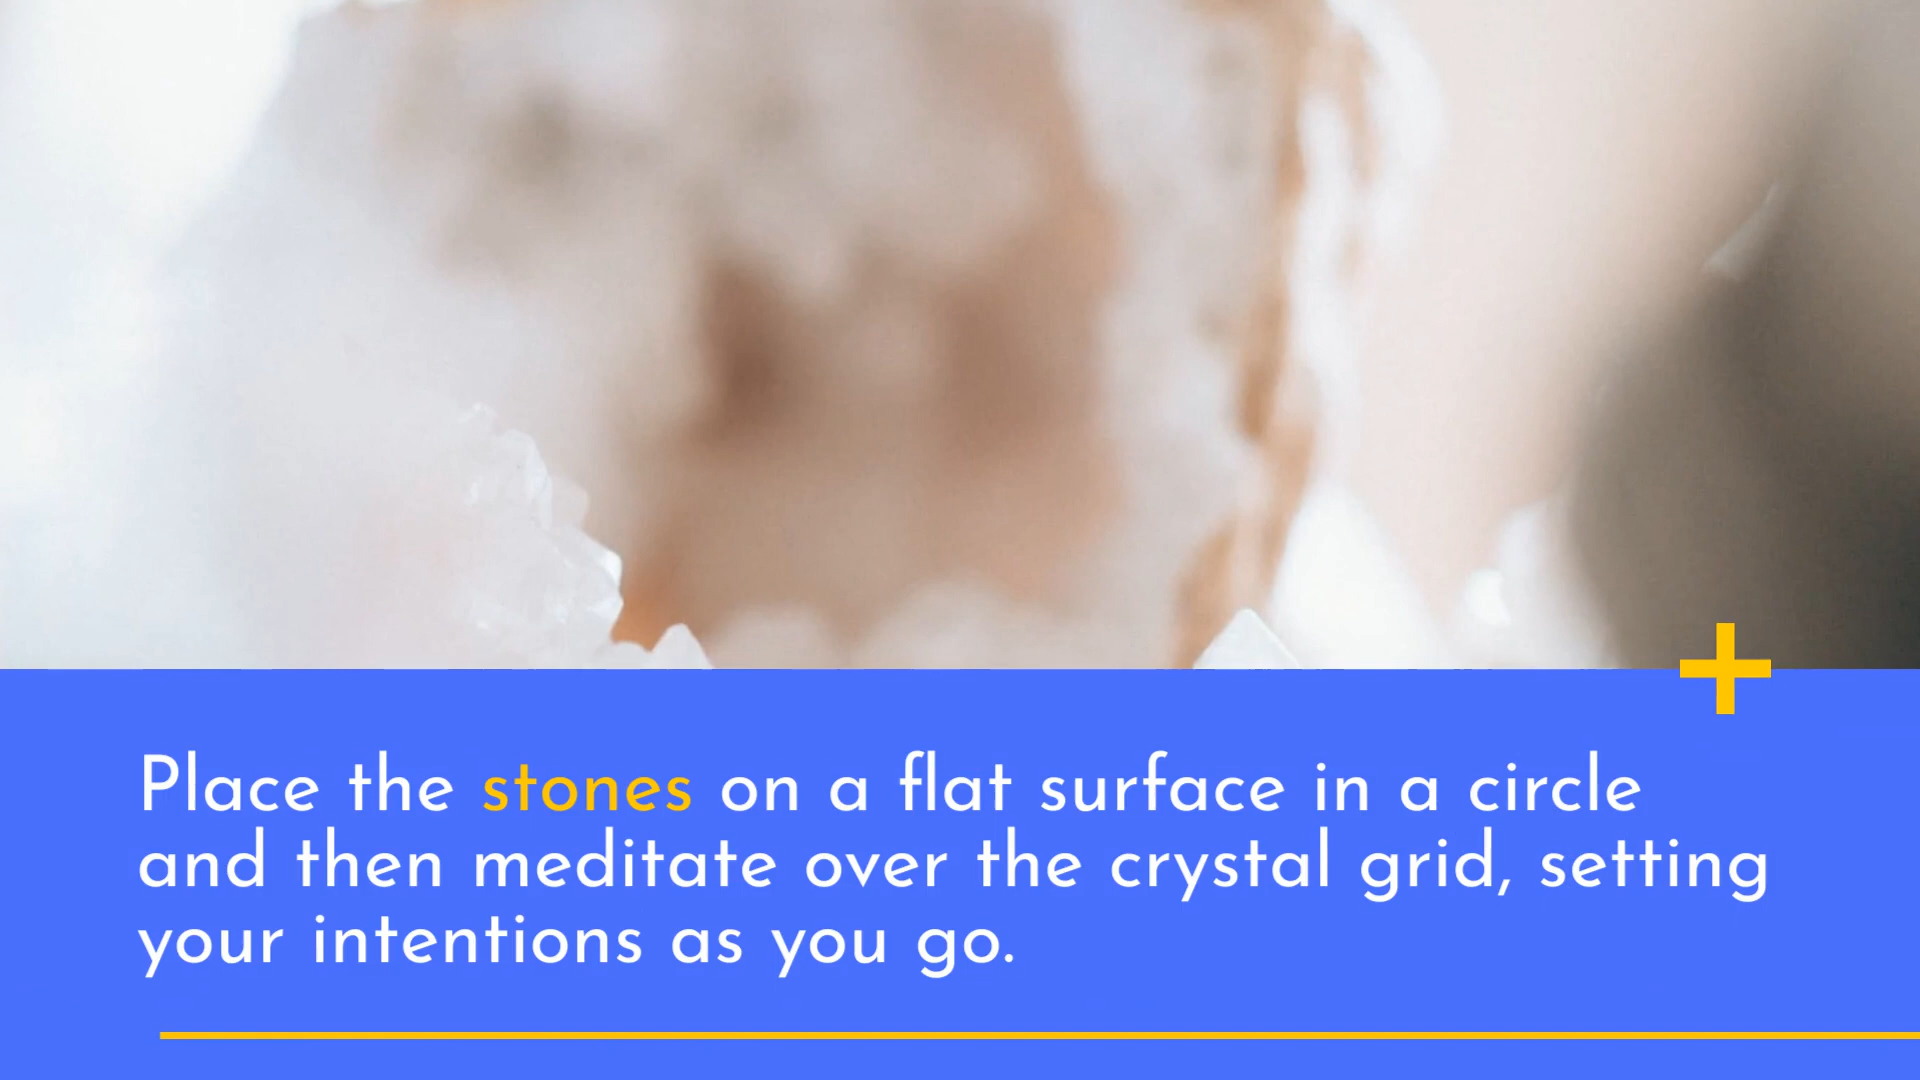 Place the stones on a flat surface in a circle
and then meditate over the crystal grid, setting
your intentions as you go.